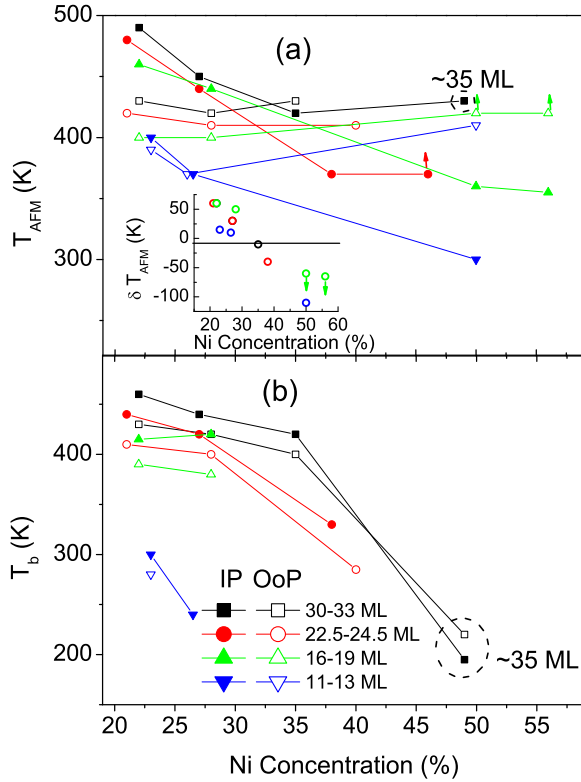 (a)
500
400
300
T_AFM (K)
~35 ML
50
0
-50
-100
δ T_AFM (K)
20 30 40 50 60
Ni Concentration (%)
(b)
400
300
200
T_b (K)
IP OoP
30-33 ML
22.5-24.5 ML
16-19 ML
11-13 ML
~35 ML
20 25 30 35 40 45 50 55
Ni Concentration (%)